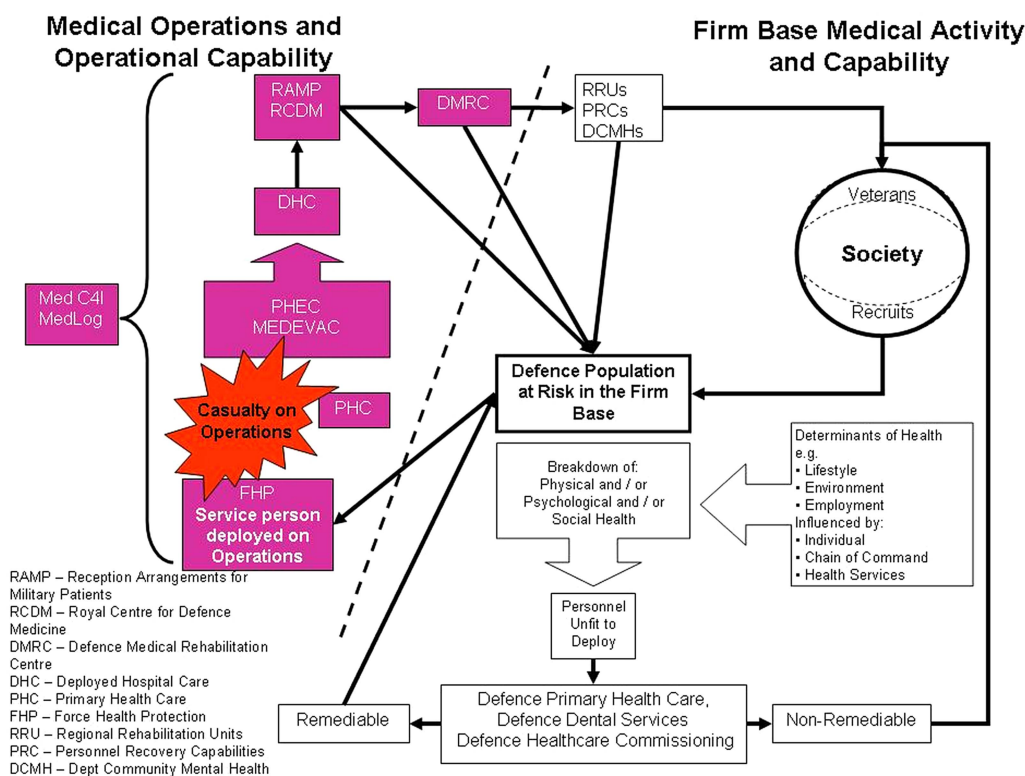 Medical Operations and
Operational Capability
Firm Base Medical Activity
and Capability
RAMP
RCDM
DMRC
RRUs
PRCs
DCMHs
DHC
Veterans
Society
Recruits
Med C4I
MedLog
PHEC
MEDEVAC
Casualty on
Operations
PHC
Defence Population
at Risk in the Firm
Base
FHP
Service person
deployed on
Operations
Breakdown of:
Physical and / or
Psychological and / or
Social Health
Determinants of Health
e.g.
▪ Lifestyle
▪ Environment
▪ Employment
Influenced by:
▪ Individual
▪ Chain of Command
▪ Health Services
Personnel
Unfit to
Deploy
RAMP – Reception Arrangements for
Military Patients
RCDM – Royal Centre for Defence
Medicine
DMRC – Defence Medical Rehabilitation
Centre
DHC – Deployed Hospital Care
PHC – Primary Health Care
FHP – Force Health Protection
RRU – Regional Rehabilitation Units
PRC – Personnel Recovery Capabilities
DCMH – Dept Community Mental Health
Remediable
Defence Primary Health Care,
Defence Dental Services
Defence Healthcare Commissioning
Non-Remediable